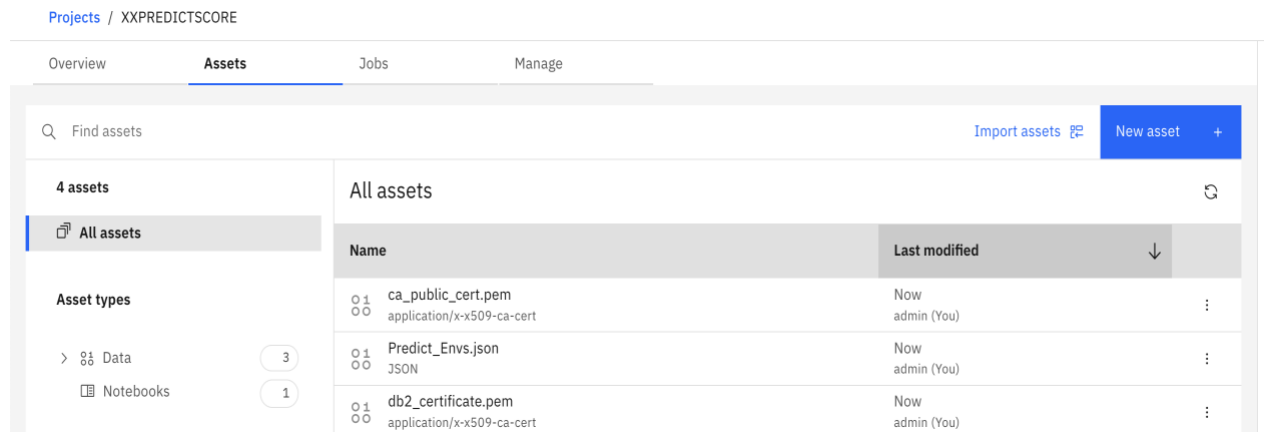 Projects / XXPREDICTSCORE
Overview Assets Jobs Manage
Find assets Import assets New asset +
4 assets
All assets
Asset types
Data 3
Notebooks 1
All assets
Name Last modified
ca_public_cert.pem Now
application/x-x509-ca-cert admin (You)
Predict_Envs.json Now
JSON admin (You)
db2_certificate.pem Now
application/x-x509-ca-cert admin (You)